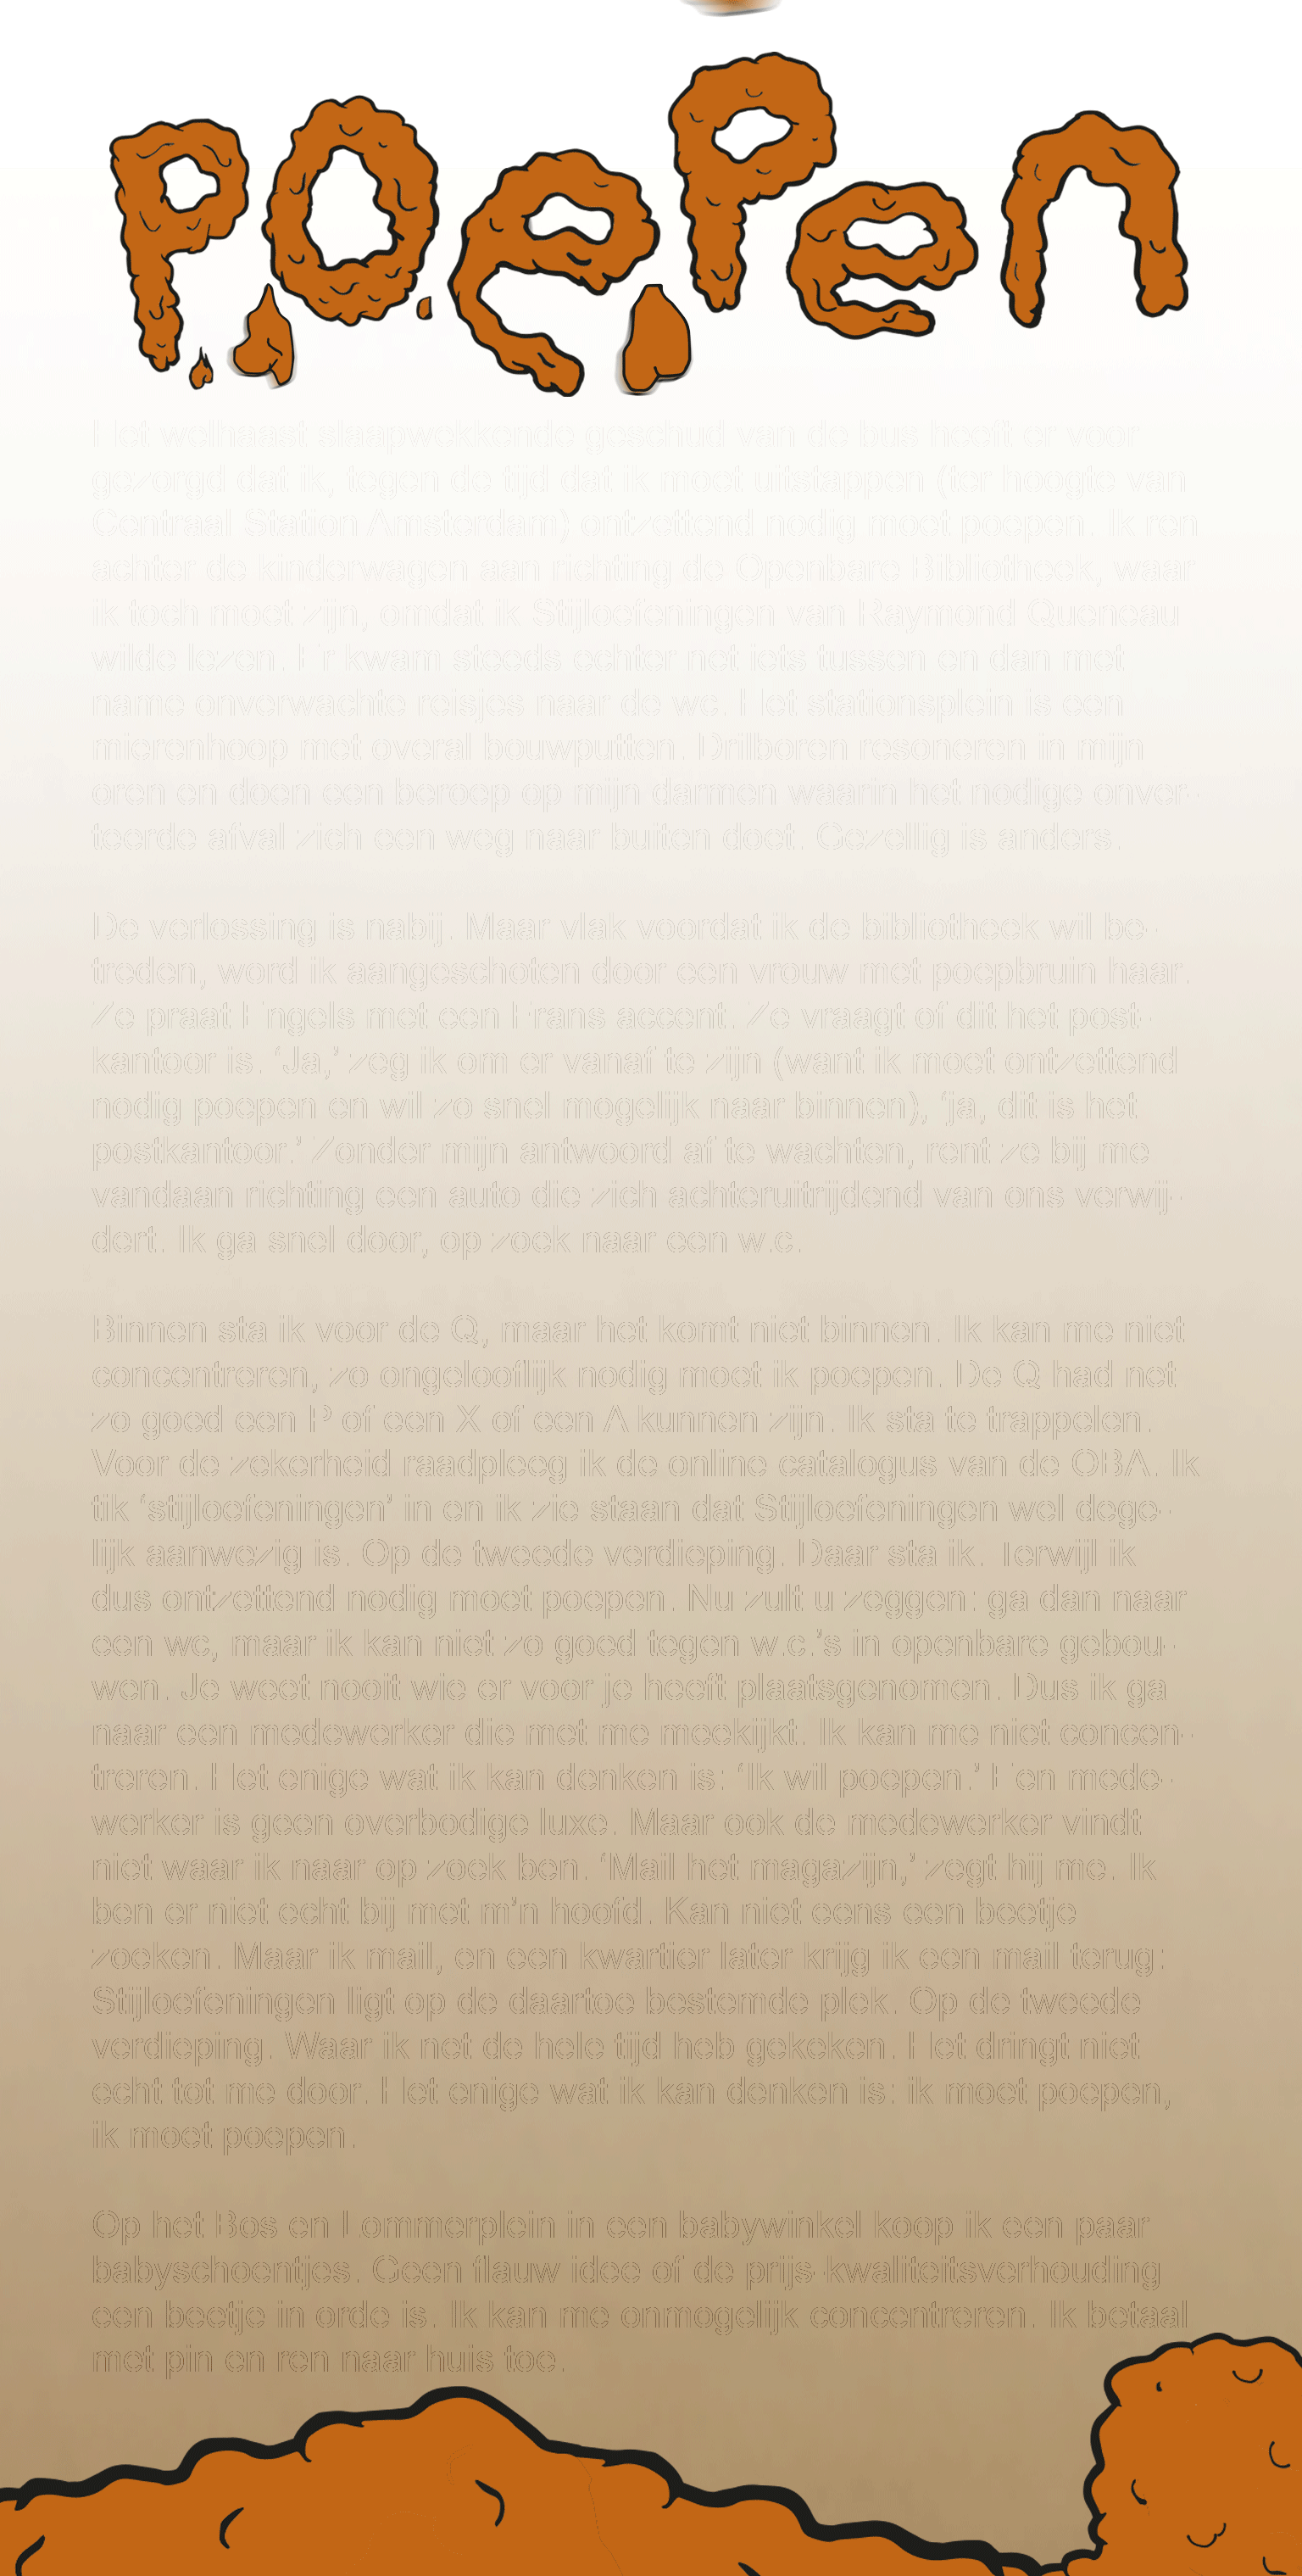 poepen
Het welhaast slaapwekkende geschud van de bus heeft er voor
gezorgd dat ik, tegen de tijd dat ik moet uitstappen (ter hoogte van
Centraal Station Amsterdam) ontzettend nodig moet poepen. Ik ren
achter de kinderwagen aan richting de Openbare Bibliotheek, waar
ik toch moet zijn, omdat ik Stijloefeningen van Raymond Queneau
wilde lezen. Er kwam steeds echter net iets tussen en dan met
name onverwachte reisjes naar de wc. Het stationsplein is een
mierenhoop met overal bouwputten. Drilboren resoneren in mijn
oren en doen een beroep op mijn darmen waarin het nodige onver-
teerde afval zich een weg naar buiten doet. Gezellig is anders.
De verlossing is nabij. Maar vlak voordat ik de bibliotheek wil be-
treden, word ik aangeschoten door een vrouw met poepbruin haar.
Ze praat Engels met een Frans accent. Ze vraagt of dit het post-
kantoor is. ‘Ja,’ zeg ik om er vanaf te zijn (want ik moet ontzettend
nodig poepen en wil zo snel mogelijk naar binnen), ‘ja, dit is het
postkantoor.’ Zonder mijn antwoord af te wachten, rent ze bij me
vandaan richting een auto die zich achteruitrijdend van ons verwij-
dert. Ik ga snel door, op zoek naar een w.c.
Binnen sta ik voor de Q, maar het komt niet binnen. Ik kan me niet
concentreren, zo ongelooflijk nodig moet ik poepen. De Q had net
zo goed een P of een X of een A kunnen zijn. Ik sta te trappelen.
Voor de zekerheid raadpleeg ik de online catalogus van de OBA. Ik
tik ‘stijloefeningen’ in en ik zie staan dat Stijloefeningen wel dege-
lijk aanwezig is. Op de tweede verdieping. Daar sta ik. Terwijl ik
dus ontzettend nodig moet poepen. Nu zult u zeggen: ga dan naar
een wc, maar ik kan niet zo goed tegen w.c.’s in openbare gebou-
wen. Je weet nooit wie er voor je heeft plaatsgenomen. Dus ik ga
naar een medewerker die met me meekijkt. Ik kan me niet concen-
treren. Het enige wat ik kan denken is: ‘Ik wil poepen.’ Een mede-
werker is geen overbodige luxe. Maar ook de medewerker vindt
niet waar ik naar op zoek ben. ‘Mail het magazijn,’ zegt hij me. Ik
ben er niet echt bij met m’n hoofd. Kan niet eens een beetje
zoeken. Maar ik mail, en een kwartier later krijg ik een mail terug:
Stijloefeningen ligt op de daartoe bestemde plek. Op de tweede
verdieping. Waar ik net de hele tijd heb gekeken. Het dringt niet
echt tot me door. Het enige wat ik kan denken is: ik moet poepen,
ik moet poepen.
Op het Bos en Lommerplein in een babywinkel koop ik een paar
babyschoentjes. Geen flauw idee of de prijs-kwaliteitsverhouding
een beetje in orde is. Ik kan me onmogelijk concentreren. Ik betaal
met pin en ren naar huis toe.